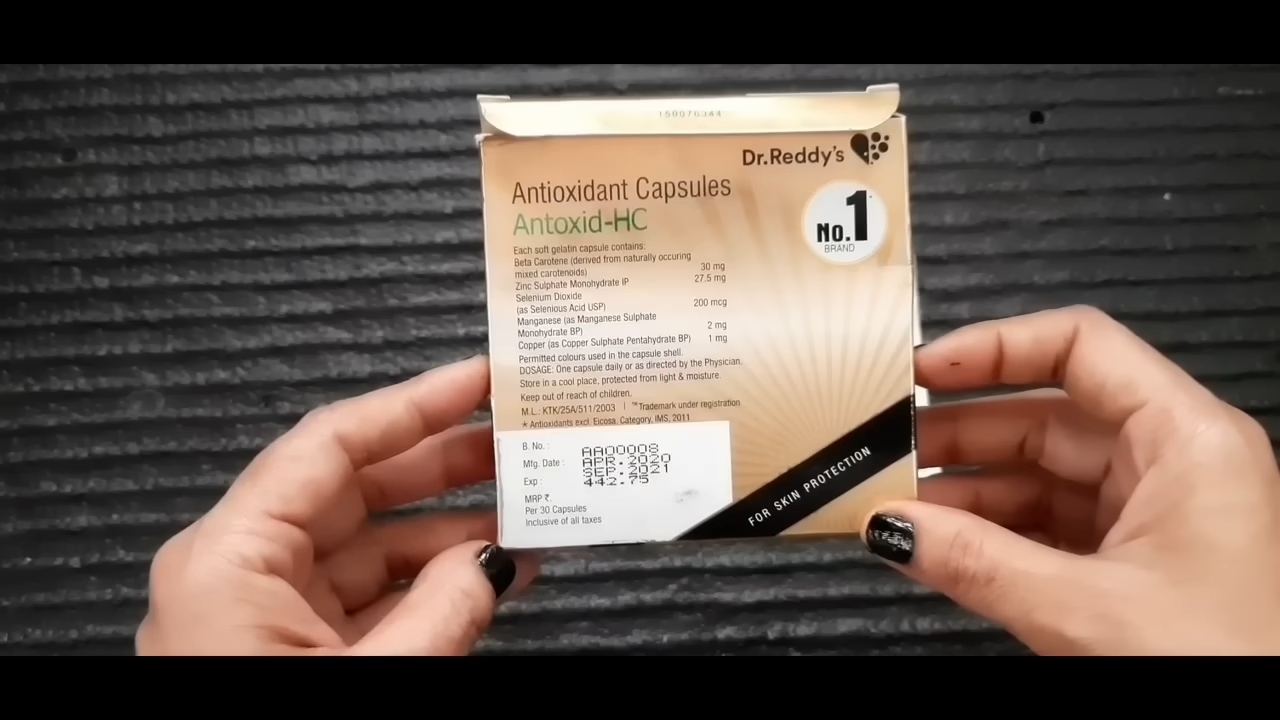 150076344
Dr.Reddy's
Antioxidant Capsules
Antoxid-HC
No.1*
BRAND
Each soft gelatin capsule contains:
Beta Carotene (derived from naturally occuring
mixed carotenoids) 30 mg
Zinc Sulphate Monohydrate IP 27.5 mg
Selenium Dioxide
(as Selenious Acid USP) 200 mcg
Manganese (as Manganese Sulphate
Monohydrate BP) 2 mg
Copper (as Copper Sulphate Pentahydrate BP) 1 mg
Permitted colours used in the capsule shell.
DOSAGE: One capsule daily or as directed by the Physician.
Store in a cool place, protected from light & moisture.
Keep out of reach of children.
M.L.: KTK/25A/511/2003 | ™Trademark under registration
* Antioxidants excl. Eicosa. Category, IMS, 2011
B. No.: AA00008
Mfg. Date: APR.2020
Exp: SEP.2021
442.75
MRP ₹.
Per 30 Capsules
Inclusive of all taxes
FOR SKIN PROTECTION